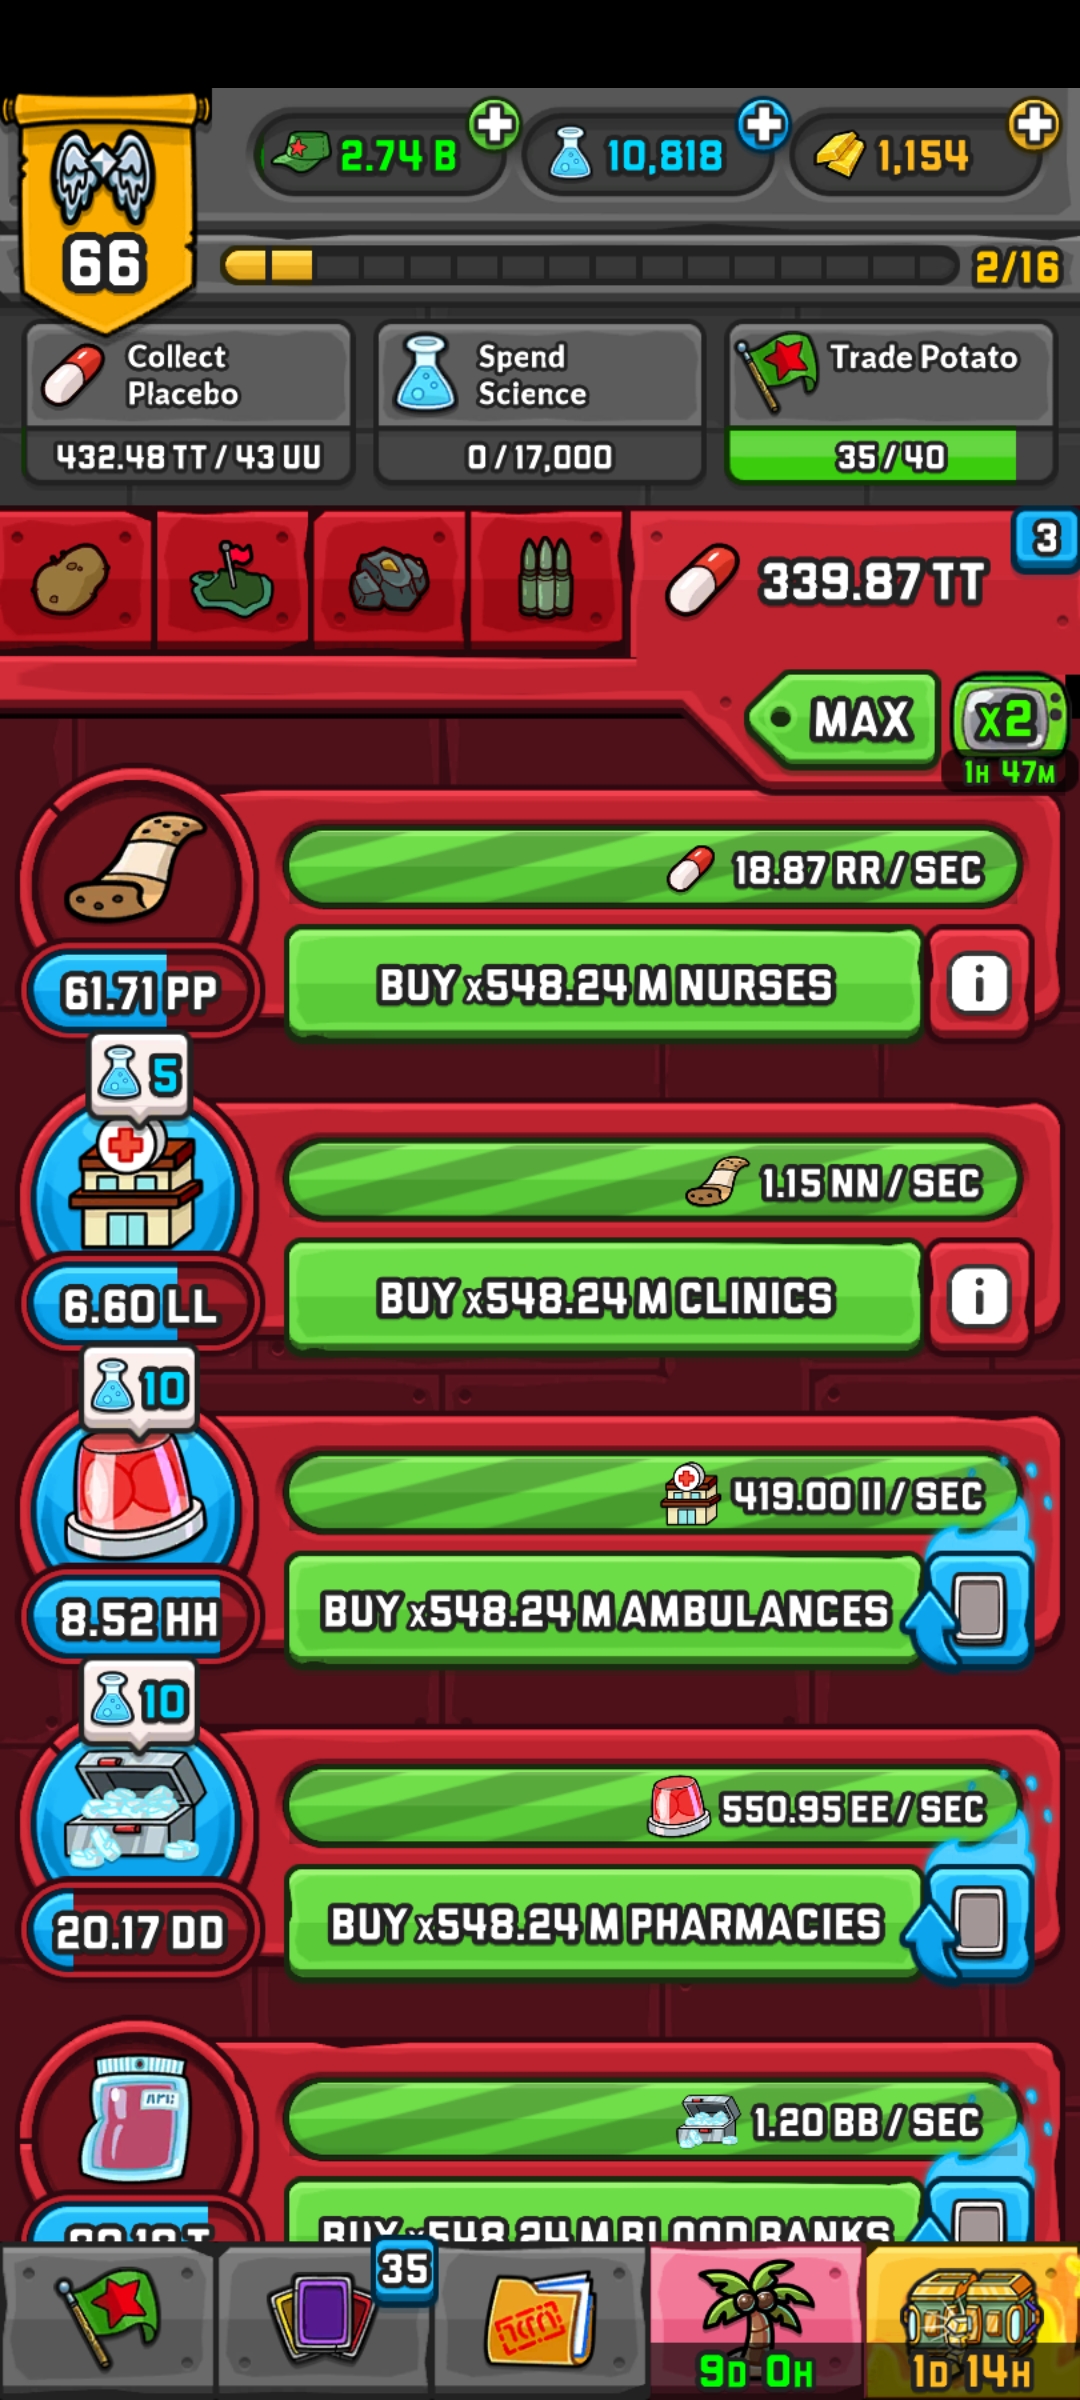 2.74 B
10,818
1,154
66
2/16
Collect
Placebo
432.48 TT / 43 UU
Spend
Science
0 / 17,000
Trade Potato
35 / 40
3
339.87 TT
MAX
x2
1H 47M
18.87 RR / SEC
61.71 PP
BUY x548.24 M NURSES
i
5
1.15 NN / SEC
6.60 LL
BUY x548.24 M CLINICS
i
10
419.00 II / SEC
8.52 HH
BUY x548.24 M AMBULANCES
10
550.95 EE / SEC
20.17 DD
BUY x548.24 M PHARMACIES
1.20 BB / SEC
BUY x548.24 M BLOOD BANKS
35
9D 0H
1D 14H